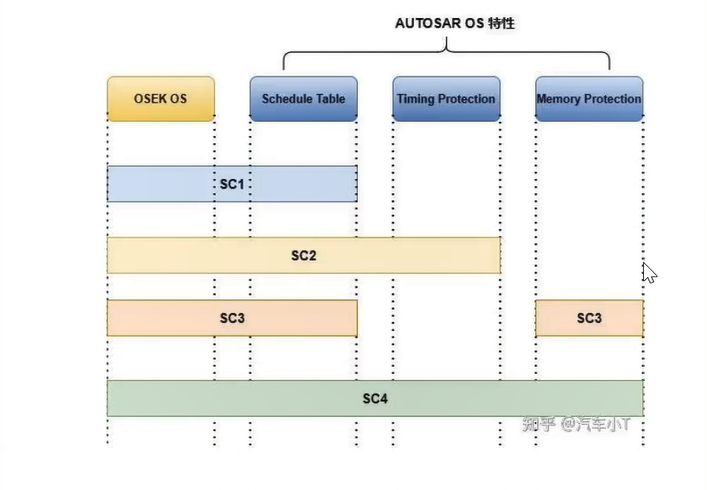 AUTOSAR OS 特性
OSEK OS
Schedule Table
Timing Protection
Memory Protection
SC1
SC2
SC3
SC3
SC4
知乎 @汽车小T